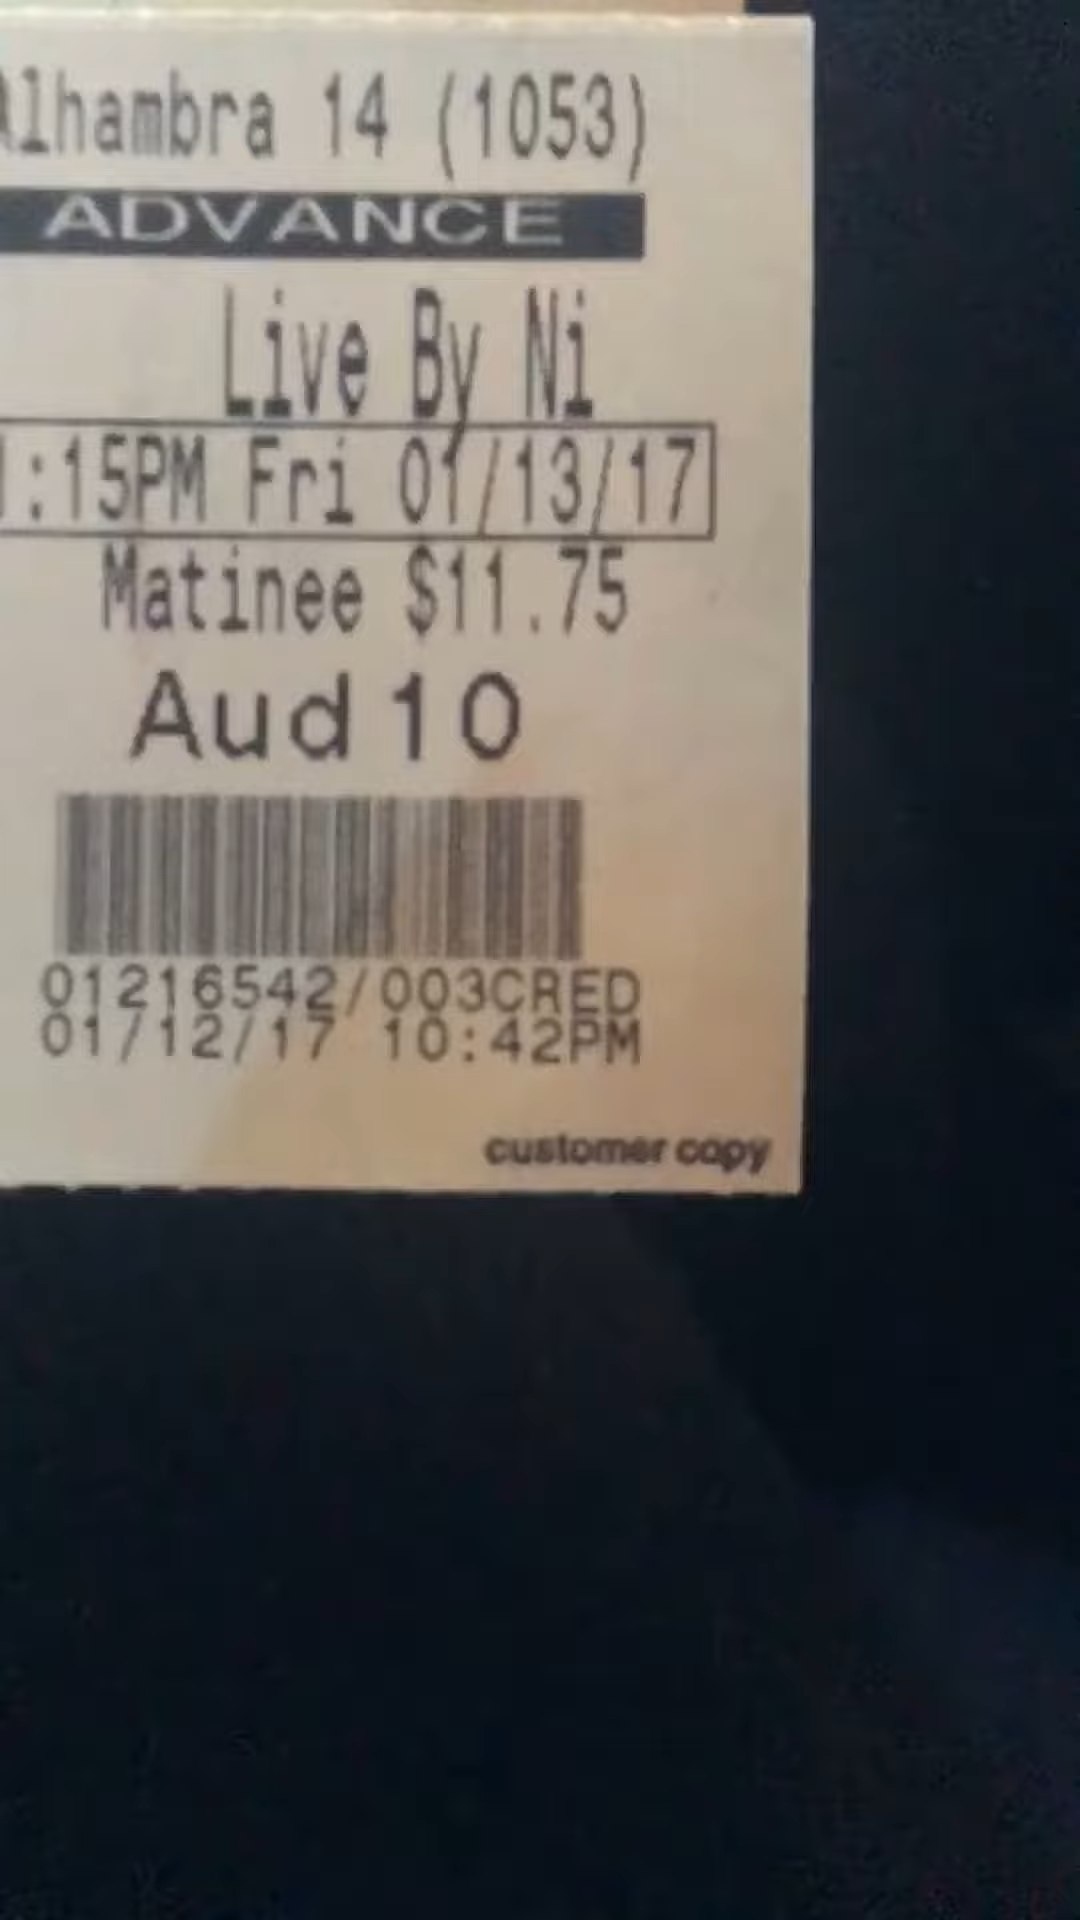 Alhambra 14 (1053)
ADVANCE
Live By Ni
:15PM Fri 01/13/17
Matinee $11.75
Aud 10
01216542/003CRED
01/12/17 10:42PM
customer copy